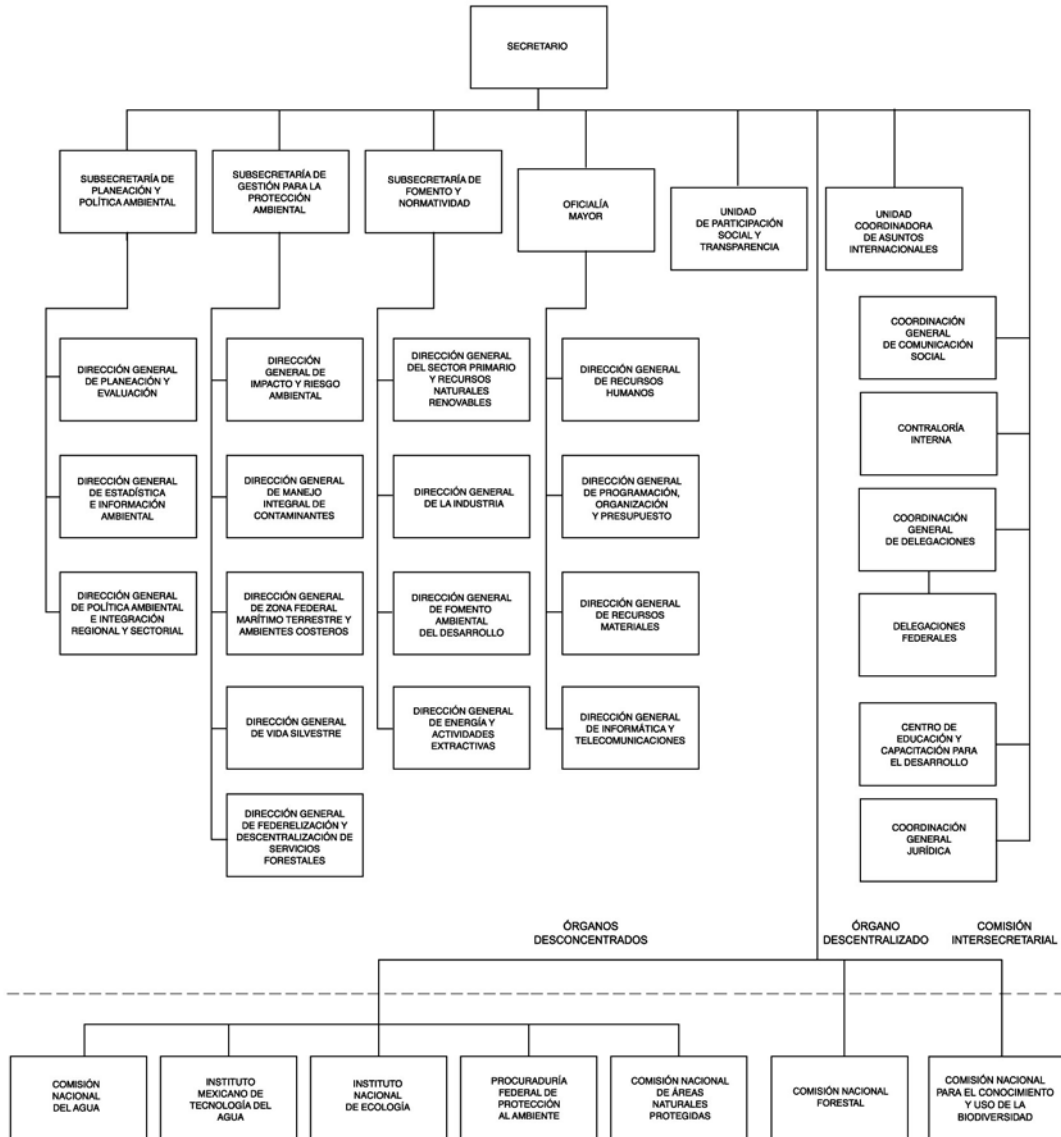 SECRETARIO
SUBSECRETARÍA DE
PLANEACIÓN Y
POLÍTICA AMBIENTAL
SUBSECRETARÍA DE
GESTIÓN PARA LA
PROTECCIÓN
AMBIENTAL
SUBSECRETARÍA DE
FOMENTO Y
NORMATIVIDAD
OFICIALÍA
MAYOR
UNIDAD
DE PARTICIPACIÓN
SOCIAL Y
TRANSPARENCIA
UNIDAD
COORDINADORA
DE ASUNTOS
INTERNACIONALES
DIRECCIÓN GENERAL
DE PLANEACIÓN Y
EVALUACIÓN
DIRECCIÓN
GENERAL DE
IMPACTO Y RIESGO
AMBIENTAL
DIRECCIÓN GENERAL
DEL SECTOR PRIMARIO
Y RECURSOS
NATURALES
RENOVABLES
DIRECCIÓN GENERAL
DE RECURSOS
HUMANOS
COORDINACIÓN
GENERAL
DE COMUNICACIÓN
SOCIAL
CONTRALORÍA
INTERNA
DIRECCIÓN GENERAL
DE ESTADÍSTICA
E INFORMACIÓN
AMBIENTAL
DIRECCIÓN GENERAL
DE MANEJO
INTEGRAL DE
CONTAMINANTES
DIRECCIÓN GENERAL
DE LA INDUSTRIA
DIRECCIÓN GENERAL
DE PROGRAMACIÓN,
ORGANIZACIÓN
Y PRESUPUESTO
COORDINACIÓN
GENERAL
DE DELEGACIONES
DIRECCIÓN GENERAL
DE POLÍTICA AMBIENTAL
E INTEGRACIÓN
REGIONAL Y SECTORIAL
DIRECCIÓN GENERAL
DE ZONA FEDERAL
MARÍTIMO TERRESTRE Y
AMBIENTES COSTEROS
DIRECCIÓN GENERAL
DE FOMENTO
AMBIENTAL
DEL DESARROLLO
DIRECCIÓN GENERAL
DE RECURSOS
MATERIALES
DELEGACIONES
FEDERALES
DIRECCIÓN GENERAL
DE VIDA SILVESTRE
DIRECCIÓN GENERAL
DE ENERGÍA Y
ACTIVIDADES
EXTRACTIVAS
DIRECCIÓN GENERAL
DE INFORMÁTICA Y
TELECOMUNICACIONES
CENTRO DE
EDUCACIÓN Y
CAPACITACIÓN PARA
EL DESARROLLO
DIRECCIÓN GENERAL
DE FEDERELIZACIÓN Y
DESCENTRALIZACIÓN DE
SERVICIOS
FORESTALES
COORDINACIÓN
GENERAL
JURÍDICA
ÓRGANOS
DESCONCENTRADOS
ÓRGANO
DESCENTRALIZADO
COMISIÓN
INTERSECRETARIAL
COMISIÓN
NACIONAL
DEL AGUA
INSTITUTO
MEXICANO DE
TECNOLOGÍA DEL
AGUA
INSTITUTO
NACIONAL
DE ECOLOGÍA
PROCURADURÍA
FEDERAL DE
PROTECCIÓN
AL AMBIENTE
COMISIÓN NACIONAL
DE ÁREAS
NATURALES
PROTEGIDAS
COMISIÓN NACIONAL
FORESTAL
COMISIÓN NACIONAL
PARA EL CONOCIMIENTO
Y USO DE LA
BIODIVERSIDAD